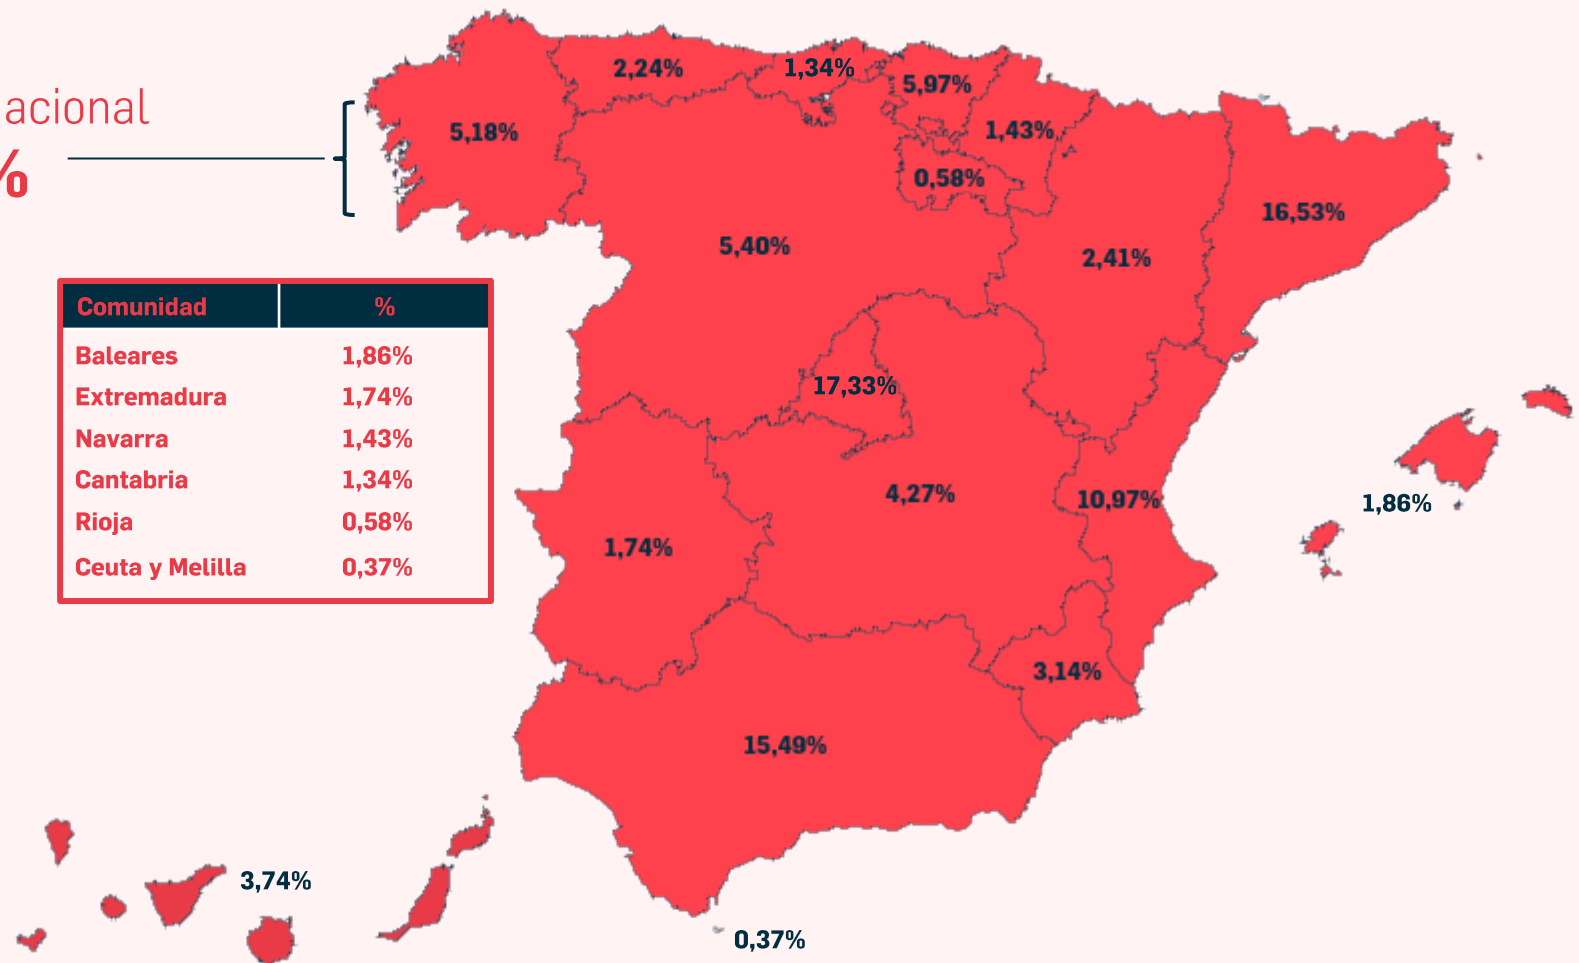 acional
%
2,24%
1,34%
5,97%
5,18%
1,43%
0,58%
16,53%
5,40%
2,41%
17,33%
4,27%
10,97%
1,86%
1,74%
3,14%
15,49%
3,74%
0,37%
Comunidad %
Baleares 1,86%
Extremadura 1,74%
Navarra 1,43%
Cantabria 1,34%
Rioja 0,58%
Ceuta y Melilla 0,37%